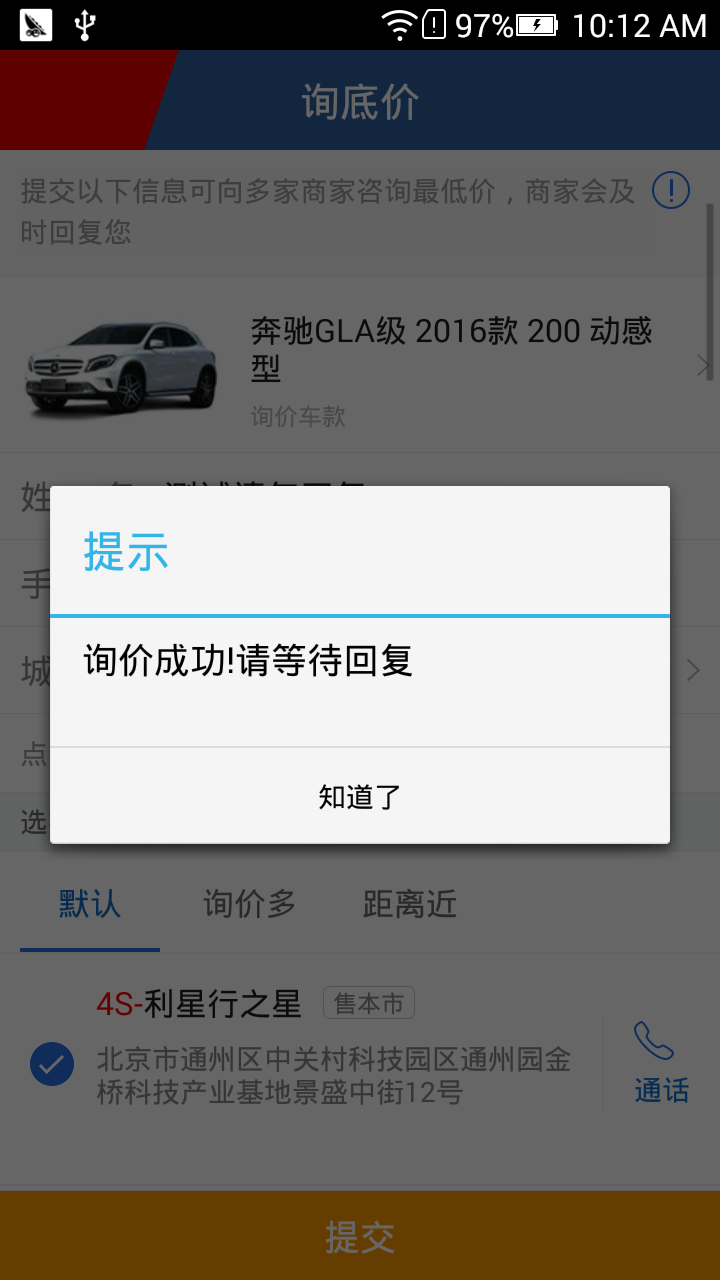 97% 10:12 AM
询底价
提交以下信息可向多家商家咨询最低价，商家会及
时回复您
奔驰GLA级 2016款 200 动感
型
询价车款
姓
提示
手
询价成功!请等待回复
城
点
知道了
选
默认 询价多 距离近
4S-利星行之星 售本市
北京市通州区中关村科技园区通州园金
桥科技产业基地景盛中街12号
通话
提交